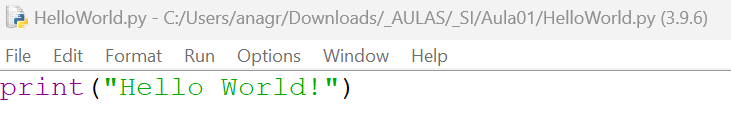 HelloWorld.py - C:/Users/anagr/Downloads/_AULAS/_SI/Aula01/HelloWorld.py (3.9.6)
File Edit Format Run Options Window Help
print("Hello World!")